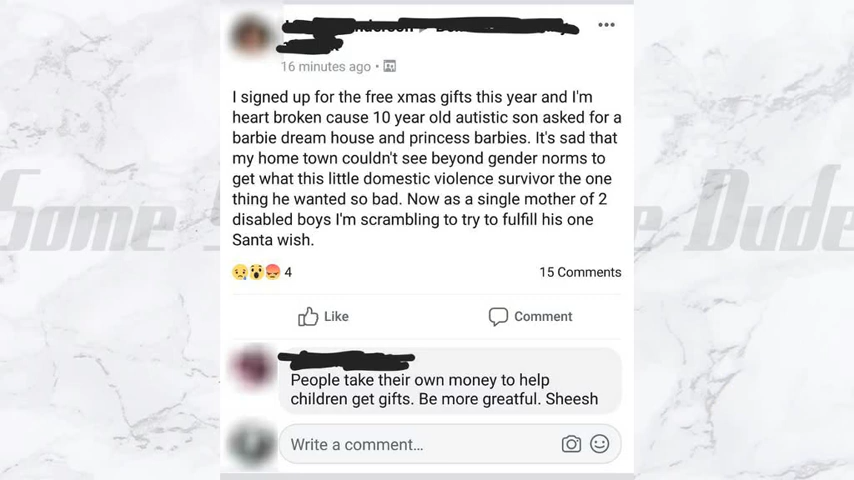 16 minutes ago •
I signed up for the free xmas gifts this year and I'm
heart broken cause 10 year old autistic son asked for a
barbie dream house and princess barbies. It's sad that
my home town couldn't see beyond gender norms to
get what this little domestic violence survivor the one
thing he wanted so bad. Now as a single mother of 2
disabled boys I'm scrambling to try to fulfill his one
Santa wish.
4
15 Comments
Like
Comment
People take their own money to help
children get gifts. Be more greatful. Sheesh
Write a comment...
Some
Dude